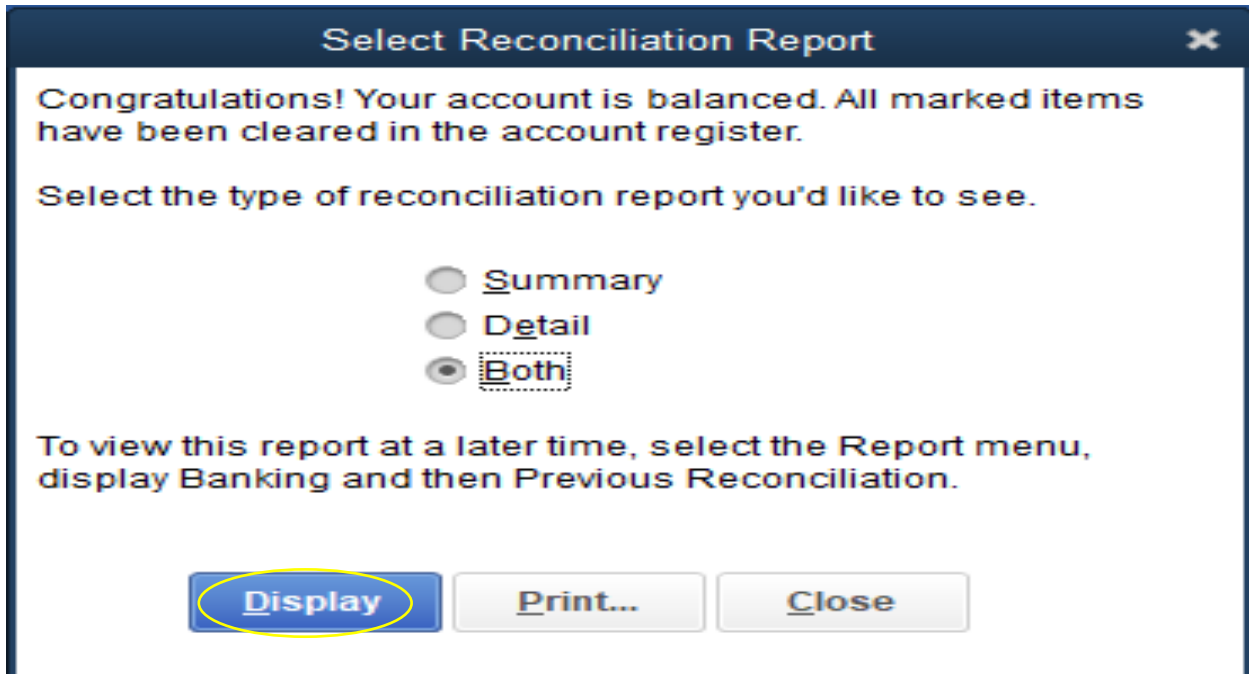 Select Reconciliation Report
Congratulations! Your account is balanced. All marked items
have been cleared in the account register.
Select the type of reconciliation report you'd like to see.
Summary
Detail
Both
To view this report at a later time, select the Report menu,
display Banking and then Previous Reconciliation.
Display Print... Close